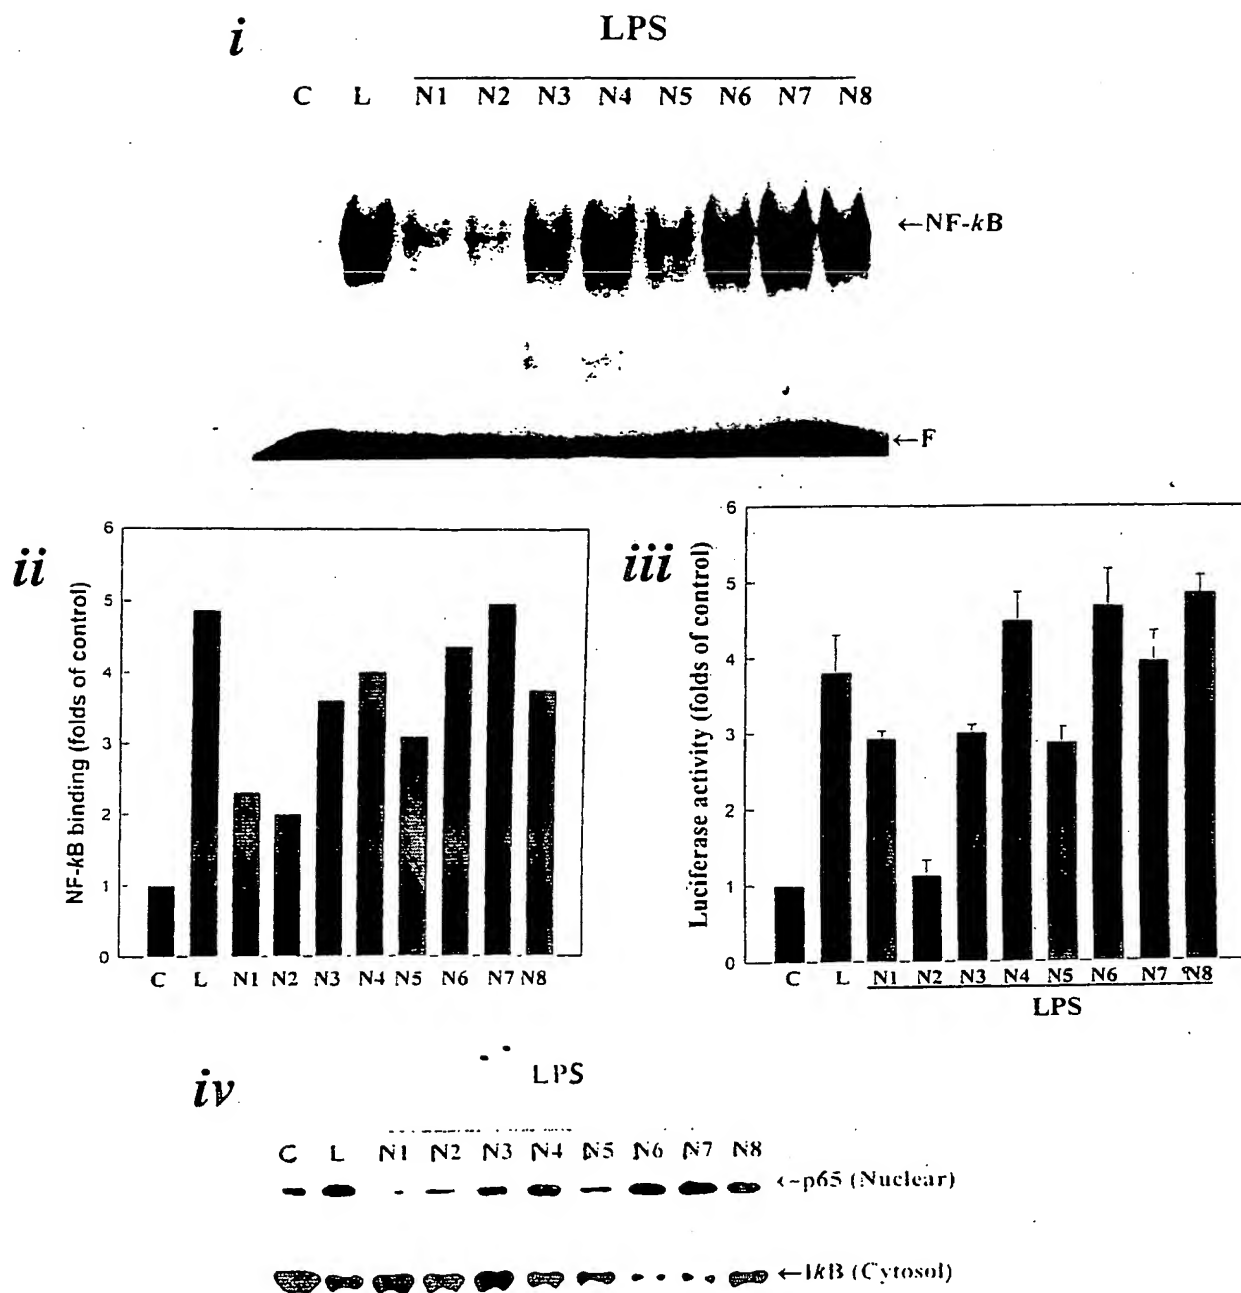 i
LPS
C L N1 N2 N3 N4 N5 N6 N7 N8
←NF-kB
←F
ii
NF-kB binding (folds of control)
6
5
4
3
2
1
0
C L N1 N2 N3 N4 N5 N6 N7 N8
iii
Luciferase activity (folds of control)
6
5
4
3
2
1
0
C L N1 N2 N3 N4 N5 N6 N7 N8
LPS
iv
LPS
C L N1 N2 N3 N4 N5 N6 N7 N8
←p65 (Nuclear)
←IkB (Cytosol)